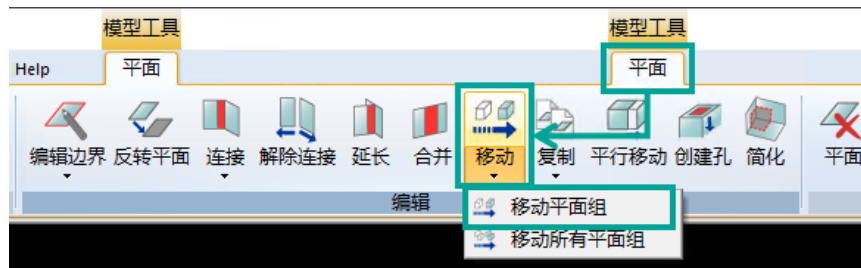 模型工具 模型工具
Help 平面 平面
编辑边界 反转平面 连接 解除连接 延长 合并 移动 复制 平行移动 创建孔 简化 平面
编辑
移动平面组
移动所有平面组